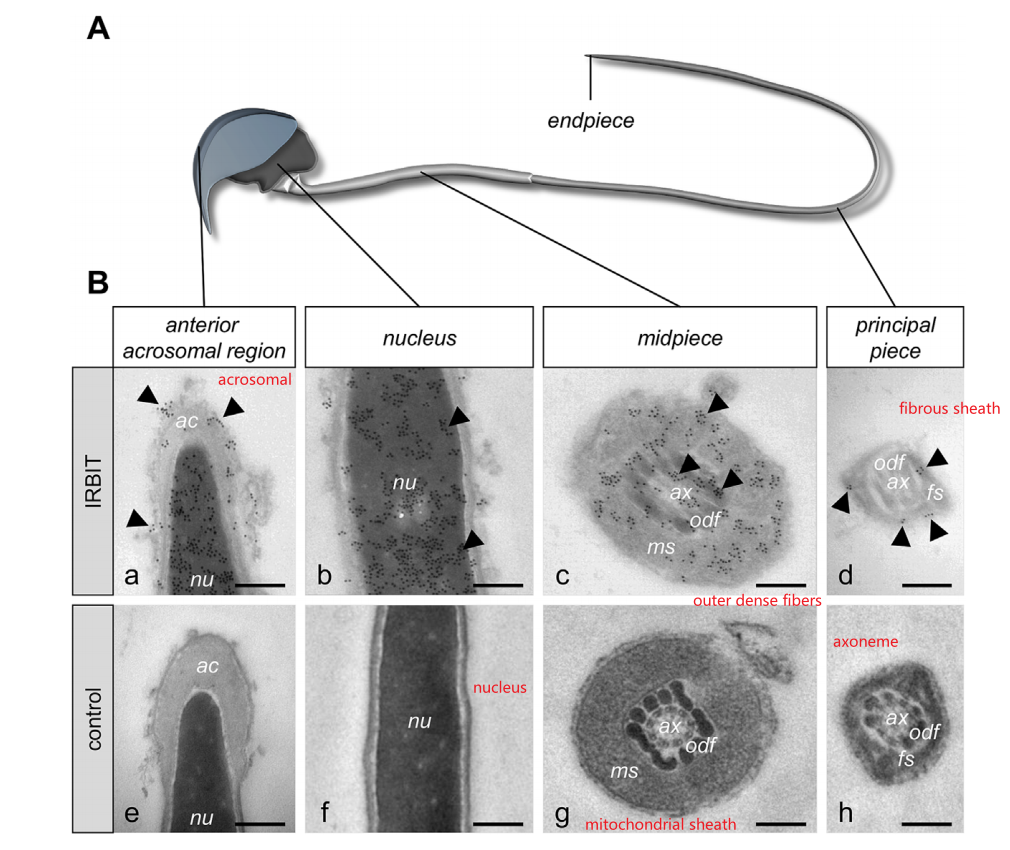 A
endpiece
B
anterior
acrosomal region
nucleus
midpiece
principal
piece
IRBIT
acrosomal
ac
nu
a
nu
b
ax
odf
ms
c
fibrous sheath
odf
ax
fs
d
control
ac
nu
e
nucleus
nu
f
outer dense fibers
ax
odf
ms
g
mitochondrial sheath
axoneme
ax
odf
fs
h